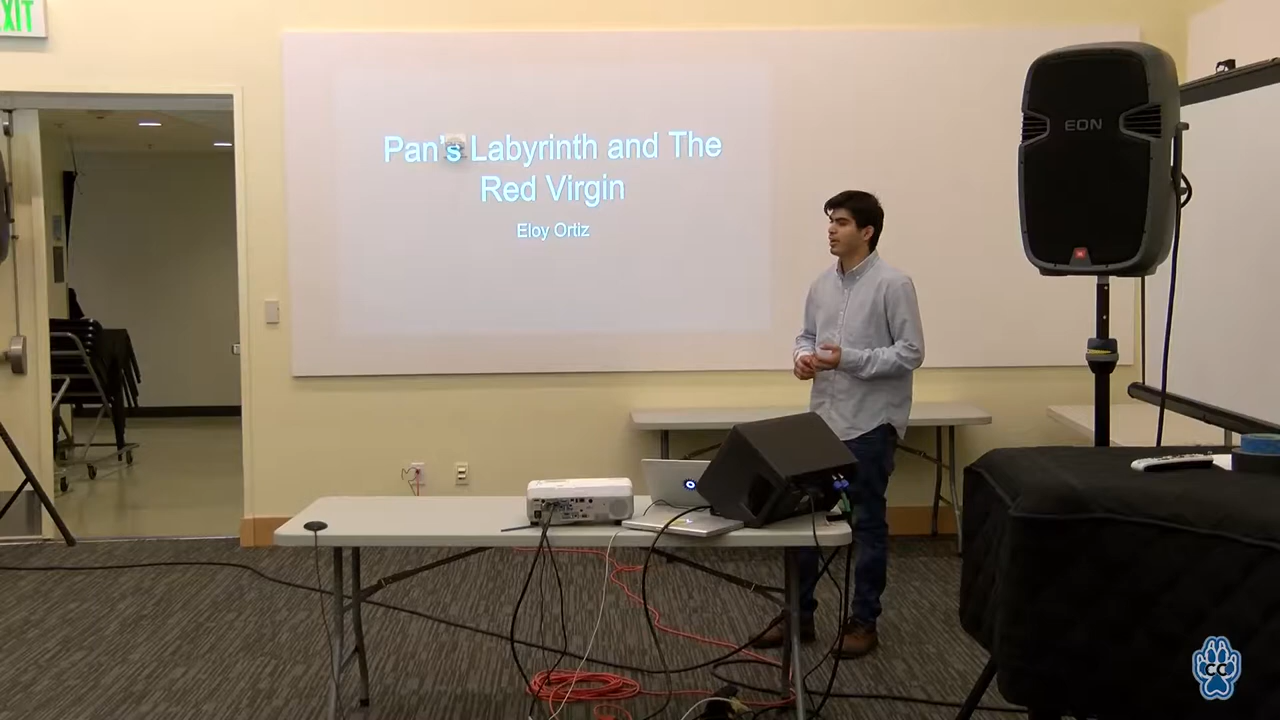 EXIT
Pan's Labyrinth and The
Red Virgin
Eloy Ortiz
EON
CC